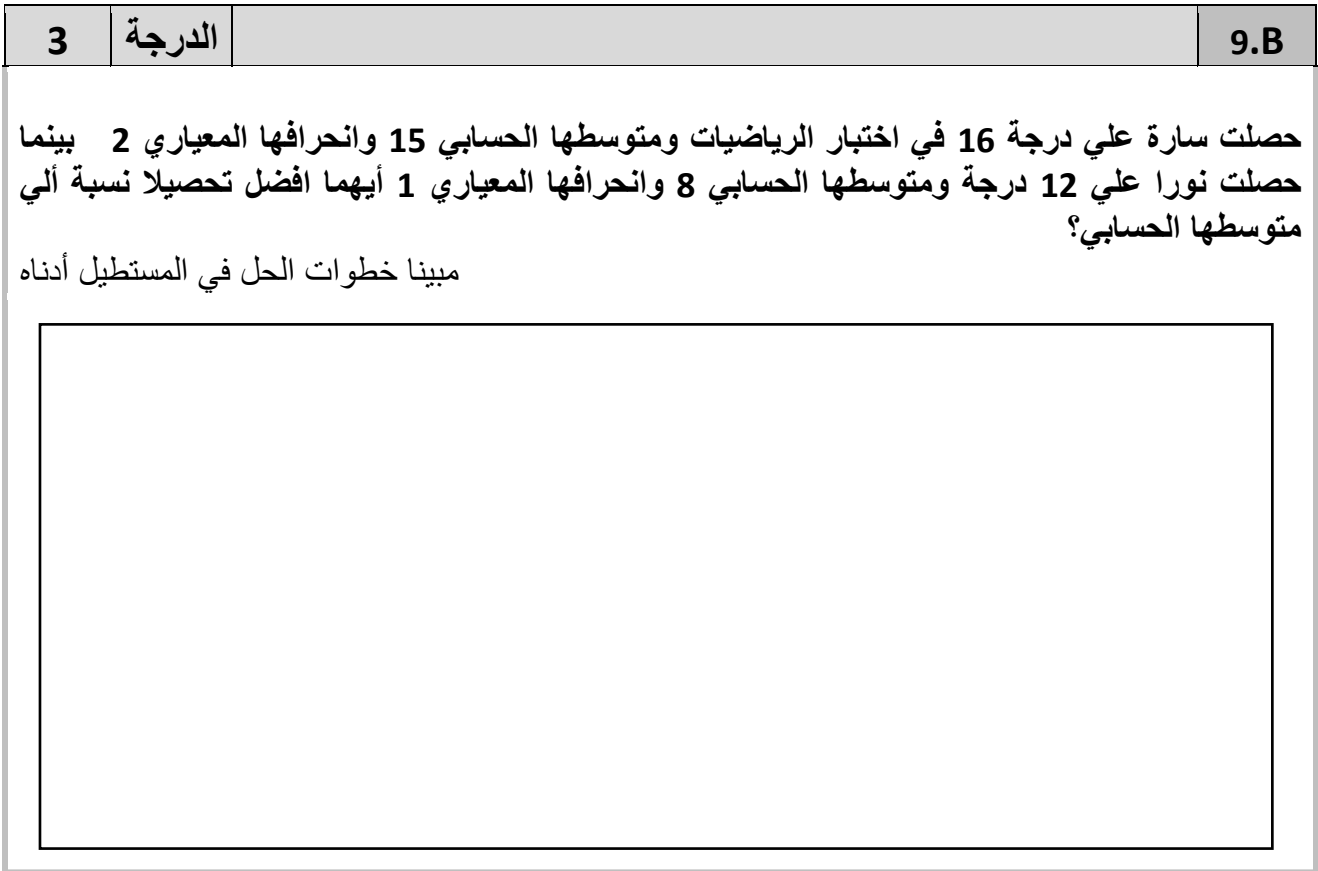 9.B الدرجة 3
حصلت سارة علي درجة 16 في اختبار الرياضيات ومتوسطها الحسابي 15 وانحرافها المعياري 2 بينما
حصلت نورا علي 12 درجة ومتوسطها الحسابي 8 وانحرافها المعياري 1 أيهما افضل تحصيلا نسبة ألي
متوسطها الحسابي؟
مبينا خطوات الحل في المستطيل أدناه